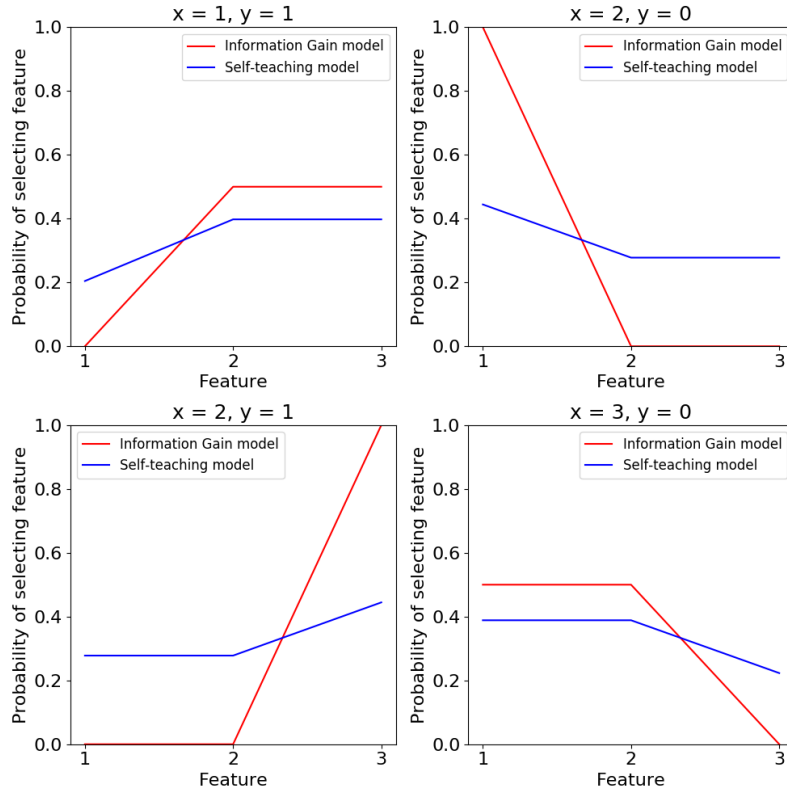 x = 1, y = 1
Information Gain model
Self-teaching model
Probability of selecting feature
1.0
0.8
0.6
0.4
0.2
0.0
1 2 3
Feature
x = 2, y = 0
Information Gain model
Self-teaching model
Probability of selecting feature
1.0
0.8
0.6
0.4
0.2
0.0
1 2 3
Feature
x = 2, y = 1
Information Gain model
Self-teaching model
Probability of selecting feature
1.0
0.8
0.6
0.4
0.2
0.0
1 2 3
Feature
x = 3, y = 0
Information Gain model
Self-teaching model
Probability of selecting feature
1.0
0.8
0.6
0.4
0.2
0.0
1 2 3
Feature